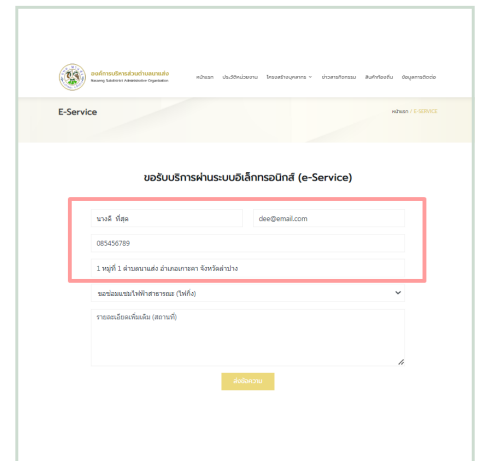 องค์การบริหารส่วนตำบลนาแส่ง
Nasaeng Subdistrict Administrative Organization
หน้าแรก ประวัติหน่วยงาน โครงสร้างบุคลากร ข่าวสารกิจกรรม สินค้าท้องถิ่น ข้อมูลการติดต่อ
E-Service
หน้าแรก / E-SERVICE
ขอรับบริการผ่านระบบอิเล็กทรอนิกส์ (e-Service)
นางดี ที่สุด dee@email.com
085456789
1 หมู่ที่ 1 ตำบลนาแส่ง อำเภอเกาะคา จังหวัดลำปาง
ขอซ่อมแซมไฟฟ้าสาธารณะ (ไฟกิ่ง)
รายละเอียดเพิ่มเติม (สถานที่)
ส่งข้อความ